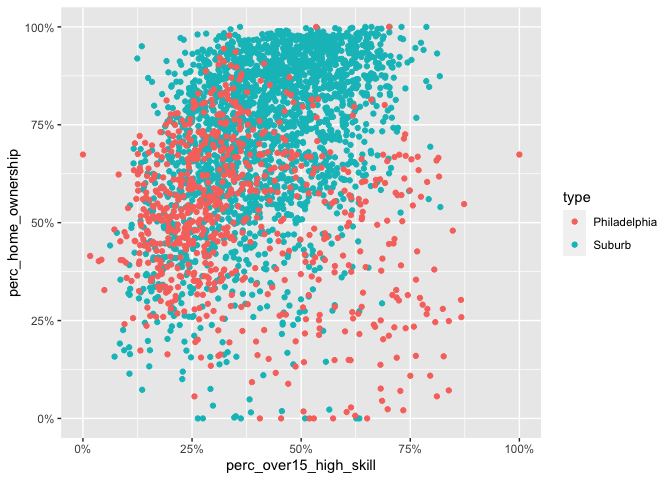 100%
75%
50%
25%
0%
perc_home_ownership
0%
25%
50%
75%
100%
perc_over15_high_skill
type
Philadelphia
Suburb